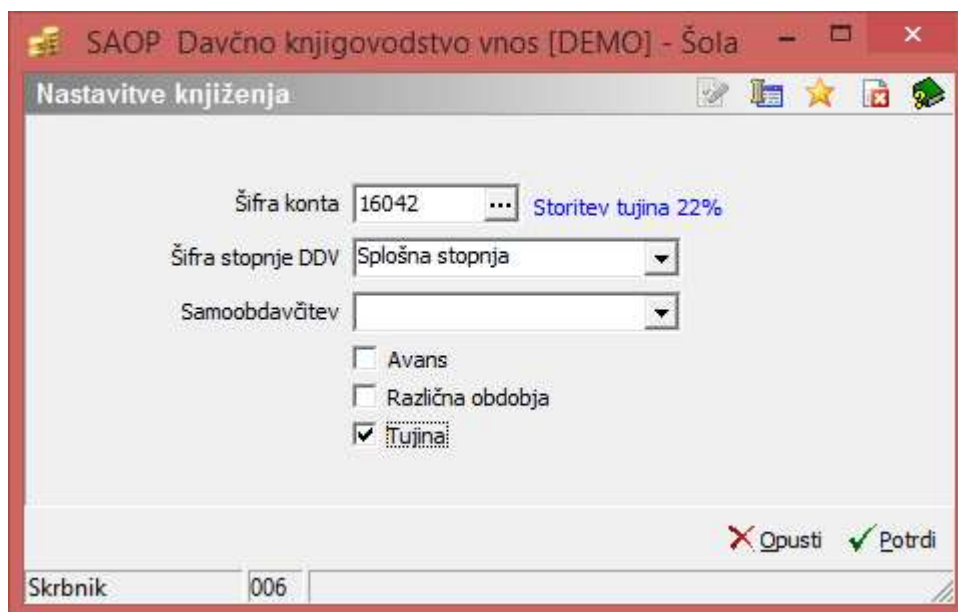 SAOP Davčno knjigovodstvo vnos [DEMO] - Šola
Nastavitve knjiženja
Šifra konta 16042 ... Storitev tujina 22%
Šifra stopnje DDV Splošna stopnja
Samoobdavčitev
Avans
Različna obdobja
Tujina
Opusti Potrdi
Skrbnik 006